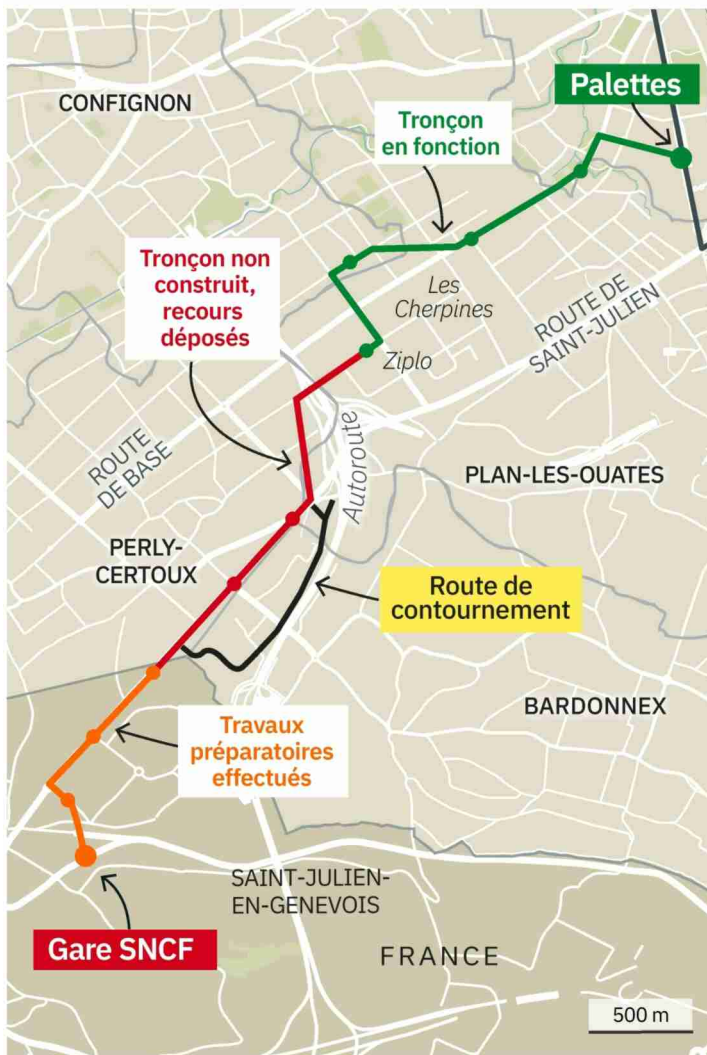 CONFIGNON
Palettes
Tronçon
en fonction
Tronçon non
construit,
recours
déposés
Les
Cherpines
ROUTE DE
SAINT-JULIEN
Ziplo
ROUTE
DE BASE
Autoroute
PLAN-LES-OUATES
PERLY-
CERTOUX
Route de
contournement
BARDONNEX
Travaux
préparatoires
effectués
SAINT-JULIEN-
EN-GENEVOIS
Gare SNCF
FRANCE
500 m